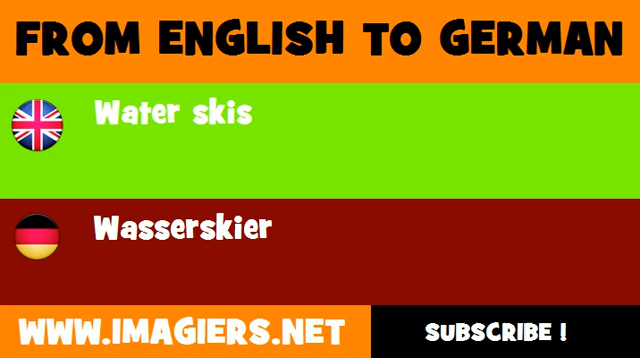 FROM ENGLISH TO GERMAN
Water skis
Wasserskier
WWW.IMAGIERS.NET
SUBSCRIBE !